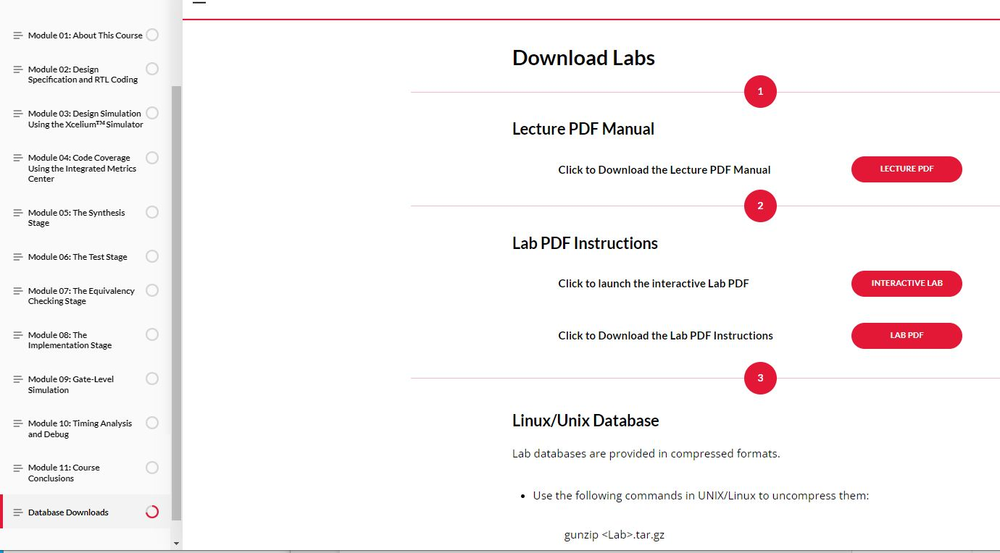 Module 01: About This Course
Module 02: Design
Specification and RTL Coding
Module 03: Design Simulation
Using the Xcelium™ Simulator
Module 04: Code Coverage
Using the Integrated Metrics
Center
Module 05: The Synthesis
Stage
Module 06: The Test Stage
Module 07: The Equivalency
Checking Stage
Module 08: The
Implementation Stage
Module 09: Gate-Level
Simulation
Module 10: Timing Analysis
and Debug
Module 11: Course
Conclusions
Database Downloads
Download Labs
1
Lecture PDF Manual
Click to Download the Lecture PDF Manual
LECTURE PDF
2
Lab PDF Instructions
Click to launch the interactive Lab PDF
INTERACTIVE LAB
Click to Download the Lab PDF Instructions
LAB PDF
3
Linux/Unix Database
Lab databases are provided in compressed formats.
• Use the following commands in UNIX/Linux to uncompress them:
gunzip <Lab>.tar.gz